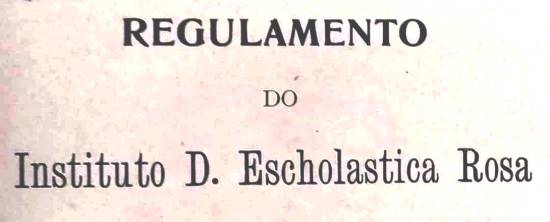 REGULAMENTO
DO
Instituto D. Escholastica Rosa